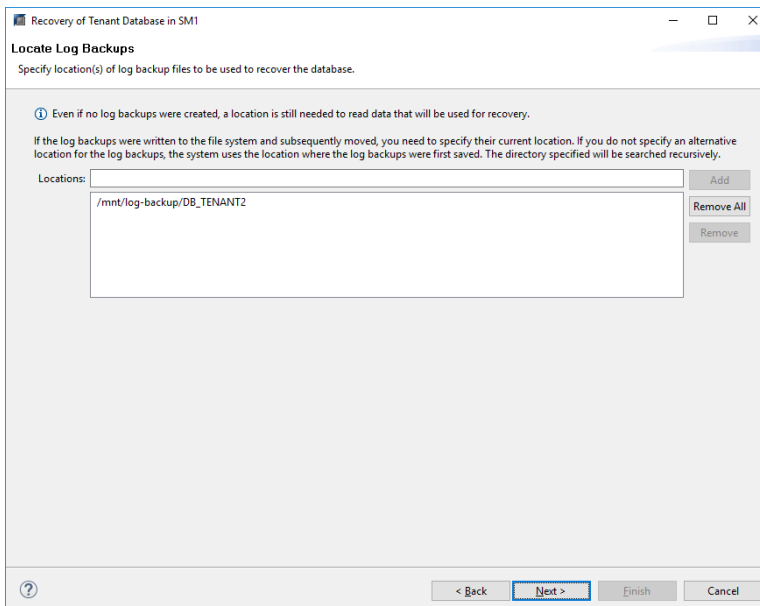 Recovery of Tenant Database in SM1
Locate Log Backups
Specify location(s) of log backup files to be used to recover the database.
Even if no log backups were created, a location is still needed to read data that will be used for recovery.
If the log backups were written to the file system and subsequently moved, you need to specify their current location. If you do not specify an alternative
location for the log backups, the system uses the location where the log backups were first saved. The directory specified will be searched recursively.
Locations:
Add
/mnt/log-backup/DB_TENANT2
Remove All
Remove
< Back
Next >
Finish
Cancel